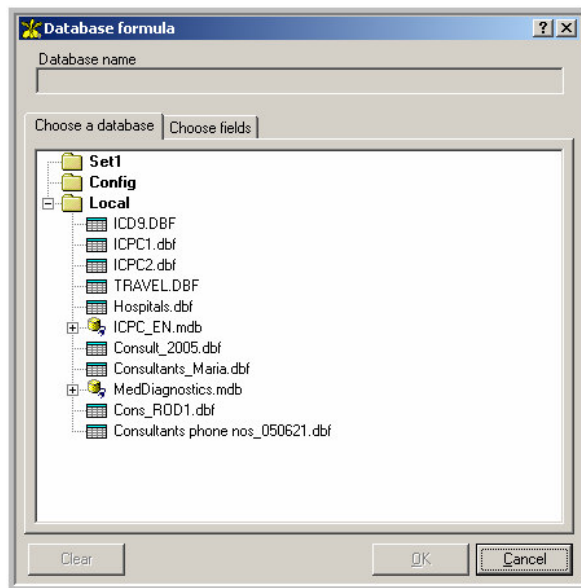 Database formula
Database name
Choose a database Choose fields
Set1
Config
Local
ICD9.DBF
ICPC1.dbf
ICPC2.dbf
TRAVEL.DBF
Hospitals.dbf
ICPC_EN.mdb
Consult_2005.dbf
Consultants_Maria.dbf
MedDiagnostics.mdb
Cons_ROD1.dbf
Consultants phone nos_050621.dbf
Clear OK Cancel